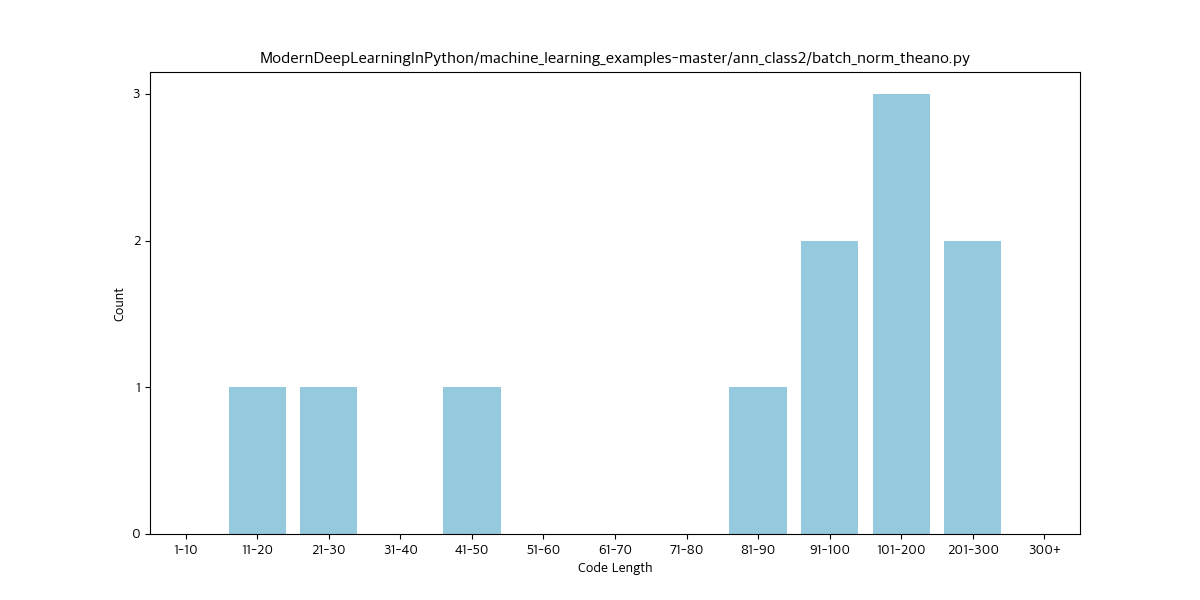 ModernDeepLearningInPython/machine_learning_examples-master/ann_class2/batch_norm_theano.py
3
2
1
0
Count
1-10 11-20 21-30 31-40 41-50 51-60 61-70 71-80 81-90 91-100 101-200 201-300 300+
Code Length